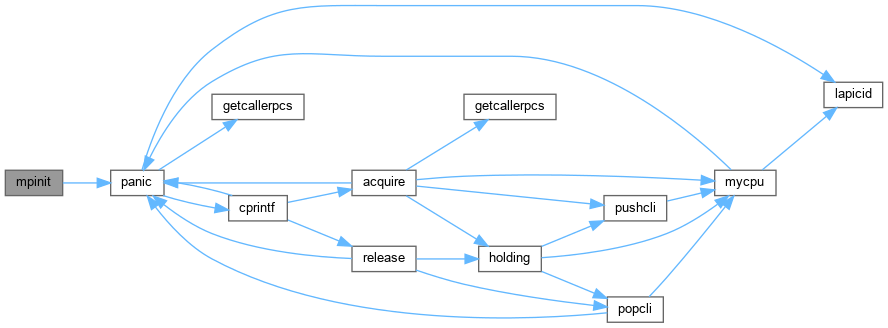 mpinit
panic
getcallerpcs
cprintf
acquire
release
getcallerpcs
holding
pushcli
popcli
mycpu
lapicid